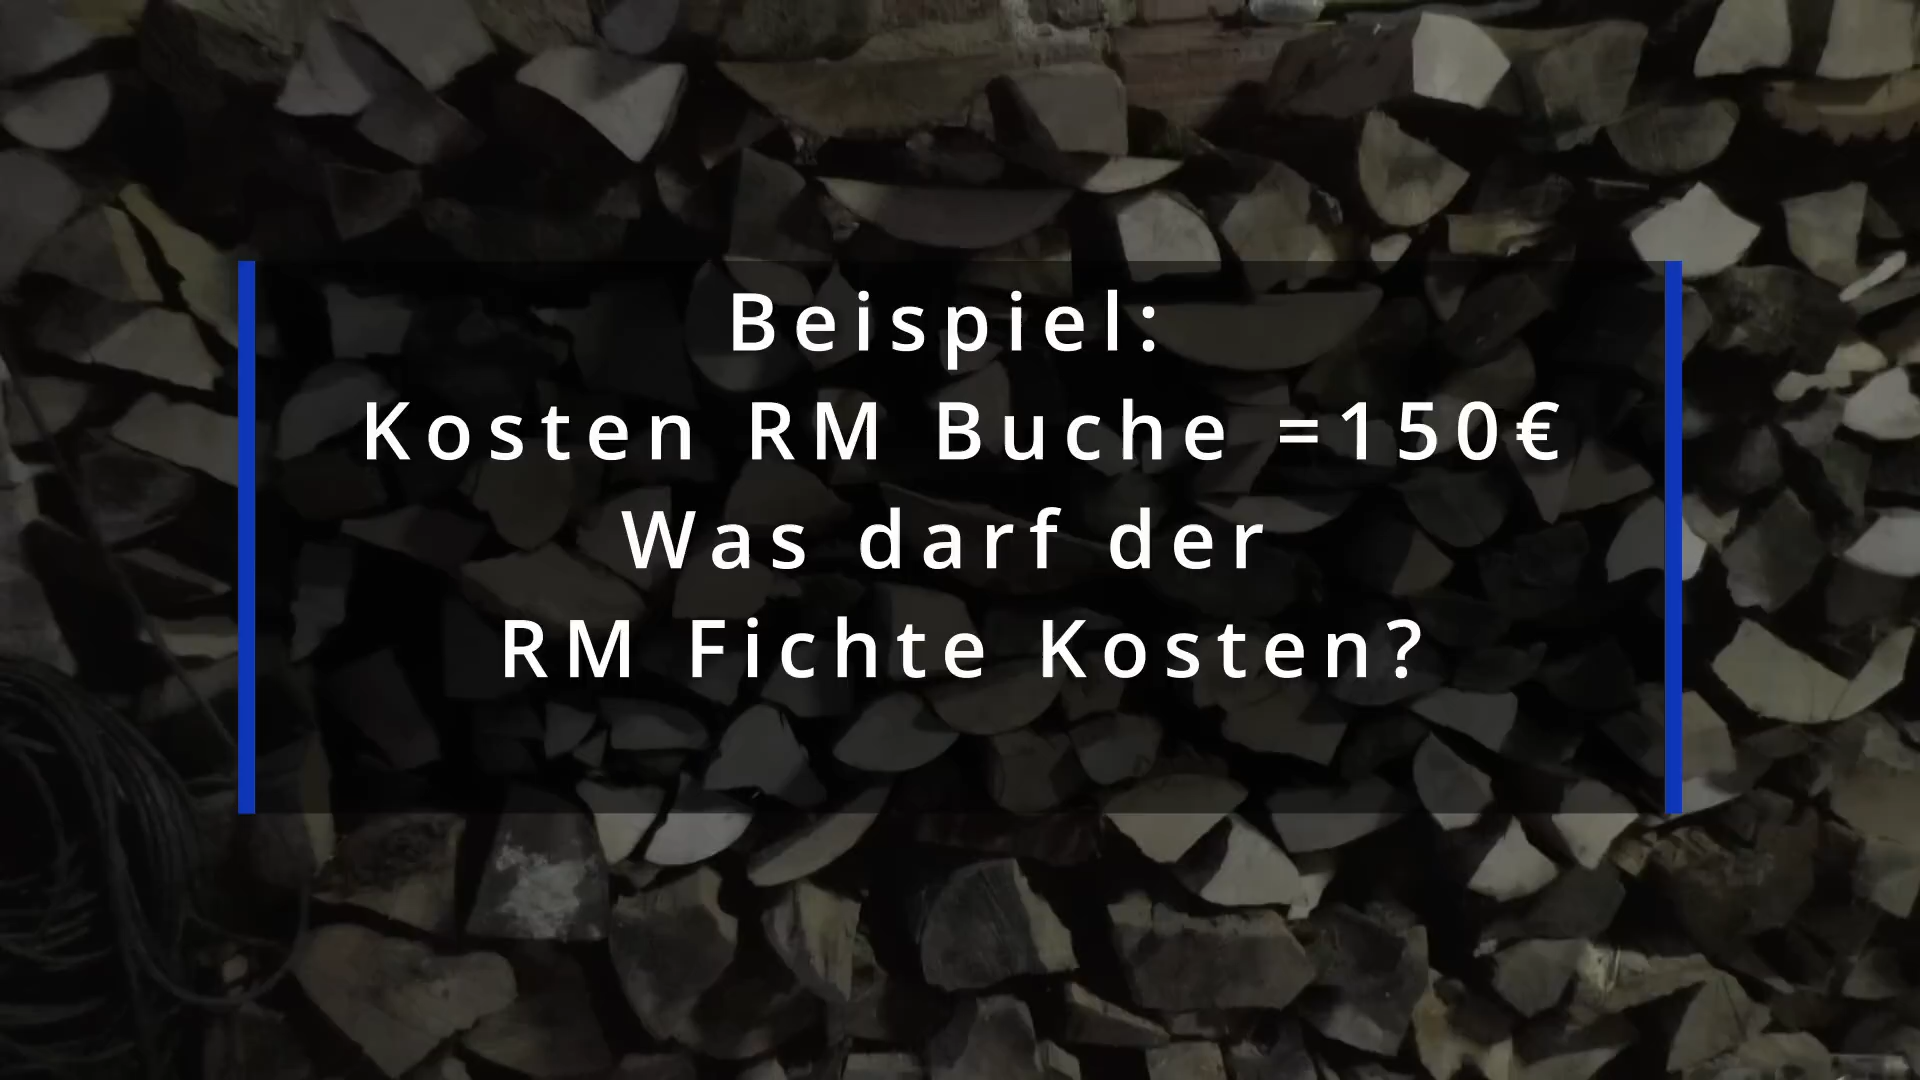 Beispiel:
Kosten RM Buche =150€
Was darf der
RM Fichte Kosten?